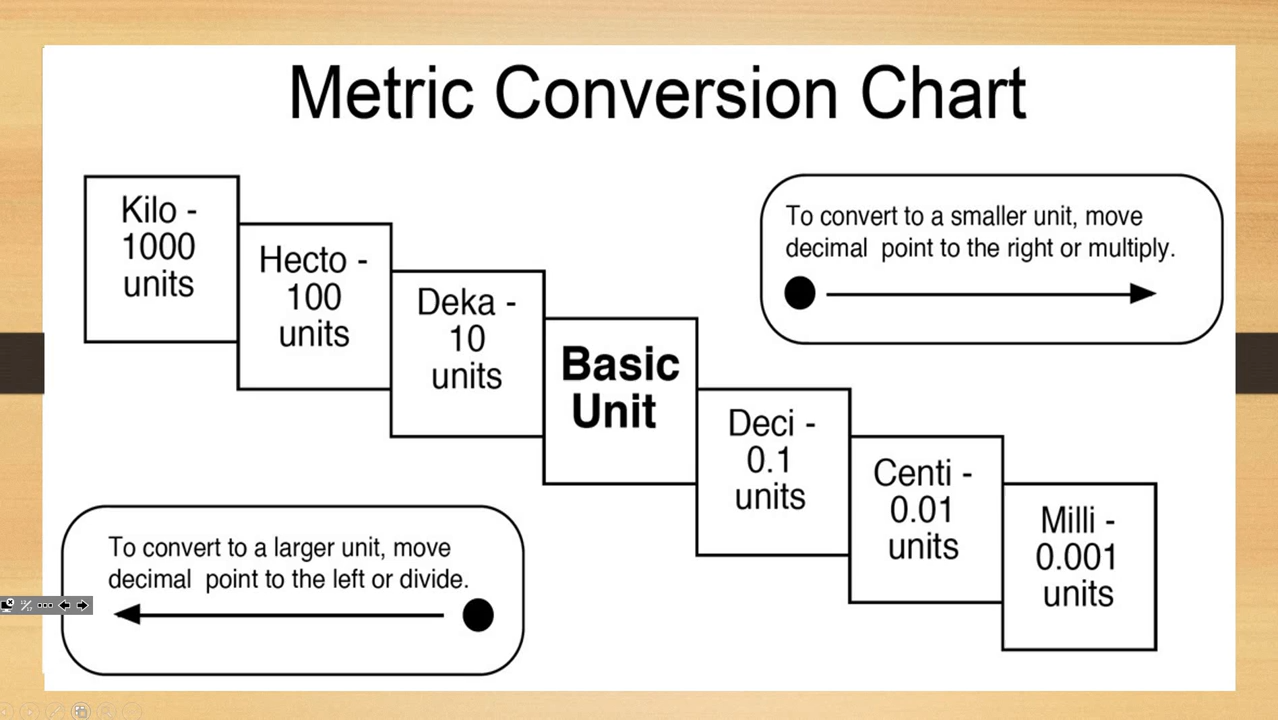 Metric Conversion Chart
Kilo -
1000
units
Hecto -
100
units
Deka -
10
units
Basic
Unit
Deci -
0.1
units
Centi -
0.01
units
Milli -
0.001
units
To convert to a smaller unit, move
decimal point to the right or multiply.
To convert to a larger unit, move
decimal point to the left or divide.